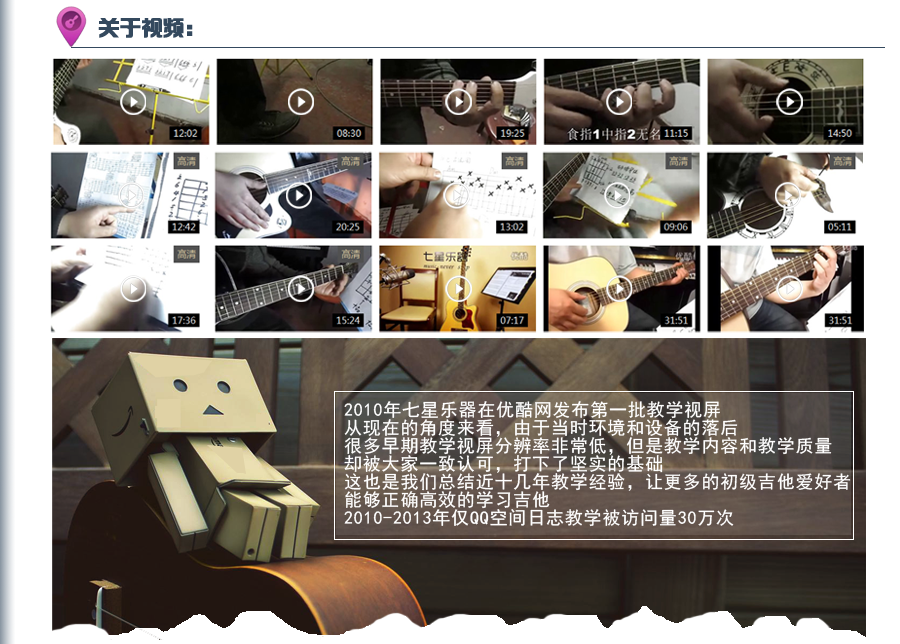 关于视频:
12:02
08:30
19:25
食指1中指2无名
11:15
14:50
高清
12:42
20:25
高清
13:02
高清
09:06
高清
05:11
高清
17:36
高清
15:24
七星乐器
07:17
优酷
31:51
31:51
2010年七星乐器在优酷网发布第一批教学视屏
从现在的角度来看，由于当时环境和设备的落后
很多早期教学视屏分辨率非常低，但是教学内容和教学质量
却被大家一致认可，打下了坚实的基础
这也是我们总结近十几年教学经验，让更多的初级吉他爱好者
能够正确高效的学习吉他
2010-2013年仅QQ空间日志教学被访问量30万次